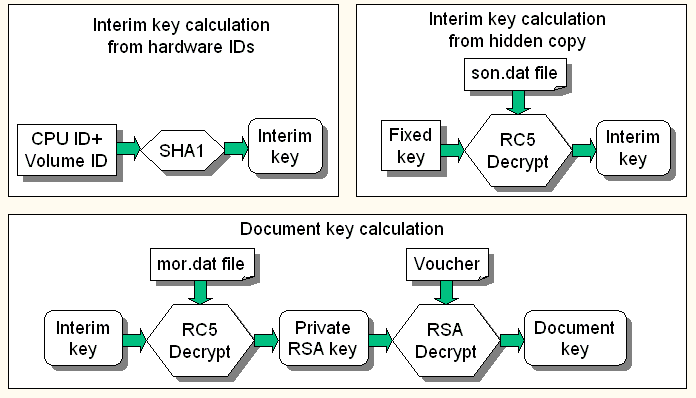 Interim key calculation
from hardware IDs
CPU ID+
Volume ID
SHA1
Interim
key
Interim key calculation
from hidden copy
son.dat file
Fixed
key
RC5
Decrypt
Interim
key
Document key calculation
mor.dat file
Voucher
Interim
key
RC5
Decrypt
Private
RSA key
RSA
Decrypt
Document
key